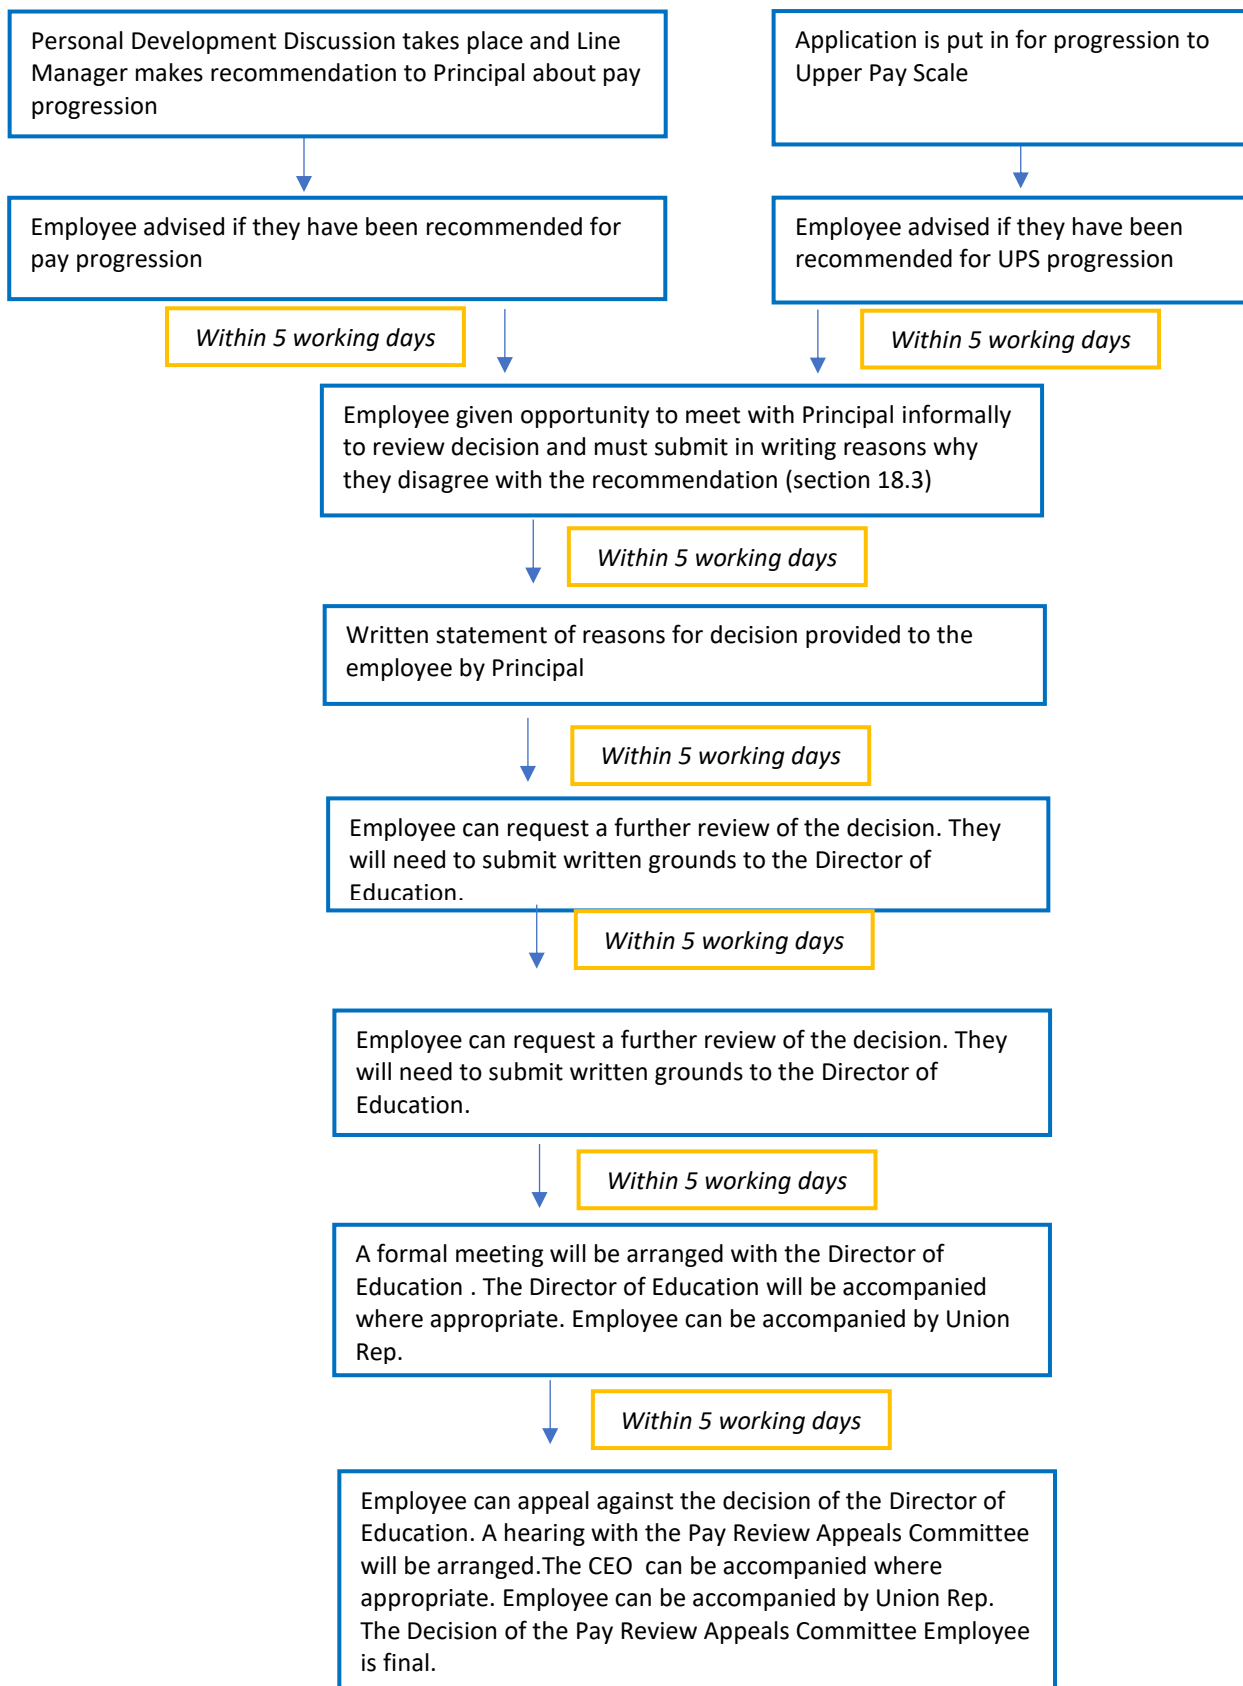 Personal Development Discussion takes place and Line
Manager makes recommendation to Principal about pay
progression
Application is put in for progression to
Upper Pay Scale
Employee advised if they have been recommended for
pay progression
Employee advised if they have been
recommended for UPS progression
Within 5 working days
Within 5 working days
Employee given opportunity to meet with Principal informally
to review decision and must submit in writing reasons why
they disagree with the recommendation (section 18.3)
Within 5 working days
Written statement of reasons for decision provided to the
employee by Principal
Within 5 working days
Employee can request a further review of the decision. They
will need to submit written grounds to the Director of
Education.
Within 5 working days
Employee can request a further review of the decision. They
will need to submit written grounds to the Director of
Education.
Within 5 working days
A formal meeting will be arranged with the Director of
Education . The Director of Education will be accompanied
where appropriate. Employee can be accompanied by Union
Rep.
Within 5 working days
Employee can appeal against the decision of the Director of
Education. A hearing with the Pay Review Appeals Committee
will be arranged.The CEO  can be accompanied where
appropriate. Employee can be accompanied by Union Rep.
The Decision of the Pay Review Appeals Committee Employee
is final.